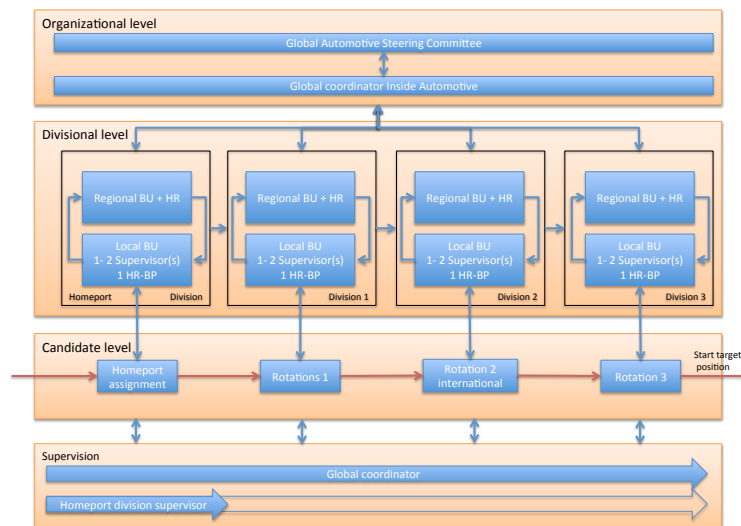 Organizational level
Global Automotive Steering Committee
Global coordinator Inside Automotive
Divisional level
Regional BU + HR
Local BU
1- 2 Supervisor(s)
1 HR-BP
Homeport Division
Regional BU + HR
Local BU
1- 2 Supervisor(s)
1 HR-BP
Division 1
Regional BU + HR
Local BU
1- 2 Supervisor(s)
1 HR-BP
Division 2
Regional BU + HR
Local BU
1- 2 Supervisor(s)
1 HR-BP
Division 3
Candidate level
Homeport
assignment
Rotations 1
Rotation 2
international
Rotation 3
Start target
position
Supervision
Global coordinator
Homeport division supervisor